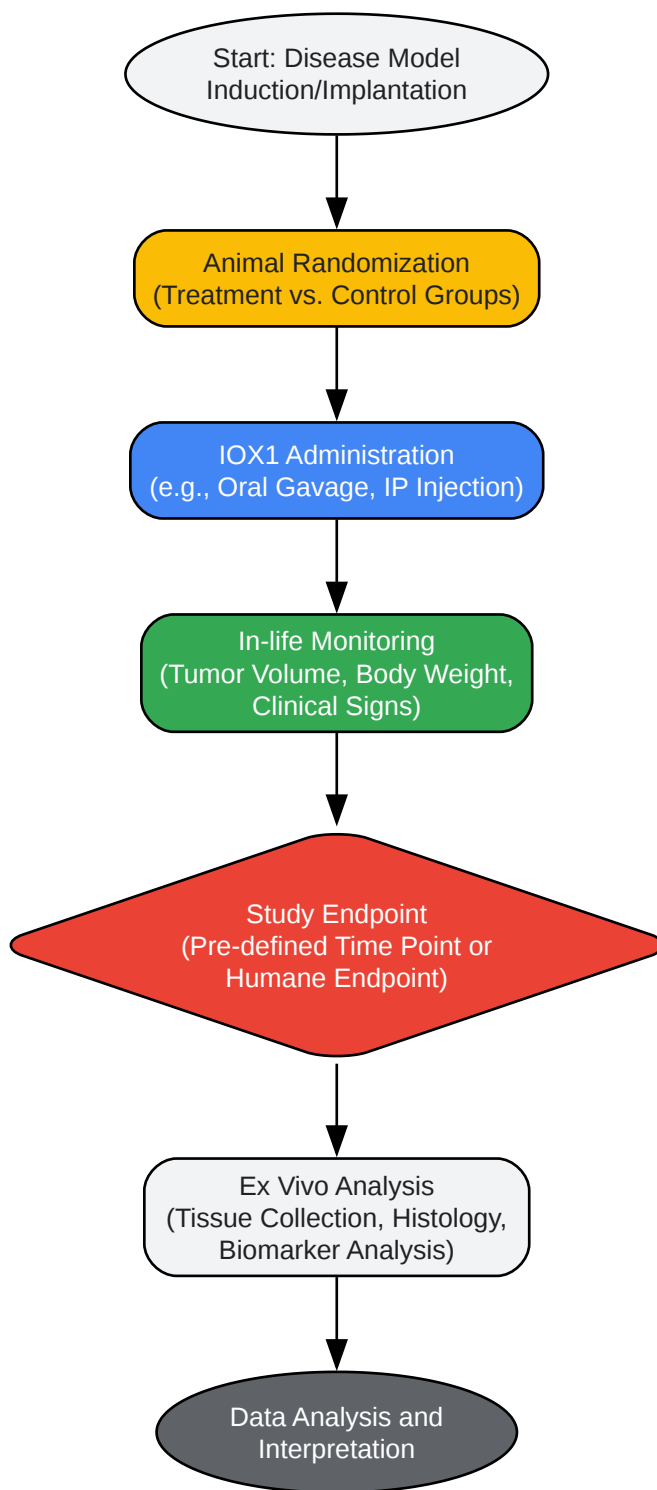 Start: Disease Model
Induction/Implantation
Animal Randomization
(Treatment vs. Control Groups)
IOX1 Administration
(e.g., Oral Gavage, IP Injection)
In-life Monitoring
(Tumor Volume, Body Weight,
Clinical Signs)
Study Endpoint
(Pre-defined Time Point or
Humane Endpoint)
Ex Vivo Analysis
(Tissue Collection, Histology,
Biomarker Analysis)
Data Analysis and
Interpretation